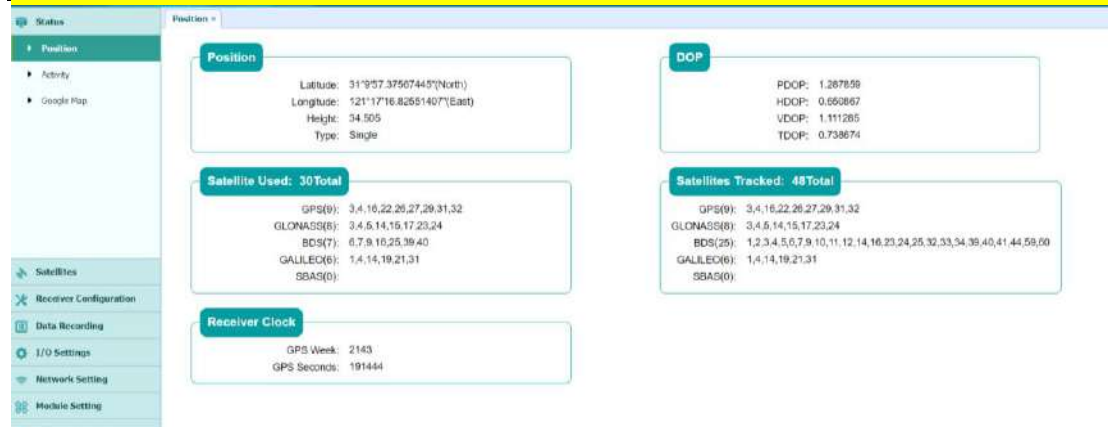 Status
Position
Activity
Google Map
Satellites
Receiver Configuration
Data Recording
I/O Settings
Network Setting
Module Setting
Position ×
Position
Latitude: 31°9'57.37567445"(North)
Longitude: 121°17'16.82551407"(East)
Height: 34.505
Type: Single
DOP
PDOP: 1.287859
HDOP: 0.650867
VDOP: 1.111285
TDOP: 0.738674
Satellite Used: 30Total
GPS(9): 3,4,16,22,26,27,29,31,32
GLONASS(8): 3,4,5,14,15,17,23,24
BDS(7): 6,7,9,16,25,39,40
GALILEO(6): 1,4,14,19,21,31
SBAS(0):
Satellites Tracked: 48Total
GPS(9): 3,4,16,22,26,27,29,31,32
GLONASS(8): 3,4,5,14,15,17,23,24
BDS(25): 1,2,3,4,5,6,7,9,10,11,12,14,16,23,24,25,32,33,34,39,40,41,44,59,60
GALILEO(6): 1,4,14,19,21,31
SBAS(0):
Receiver Clock
GPS Week: 2143
GPS Seconds: 191444